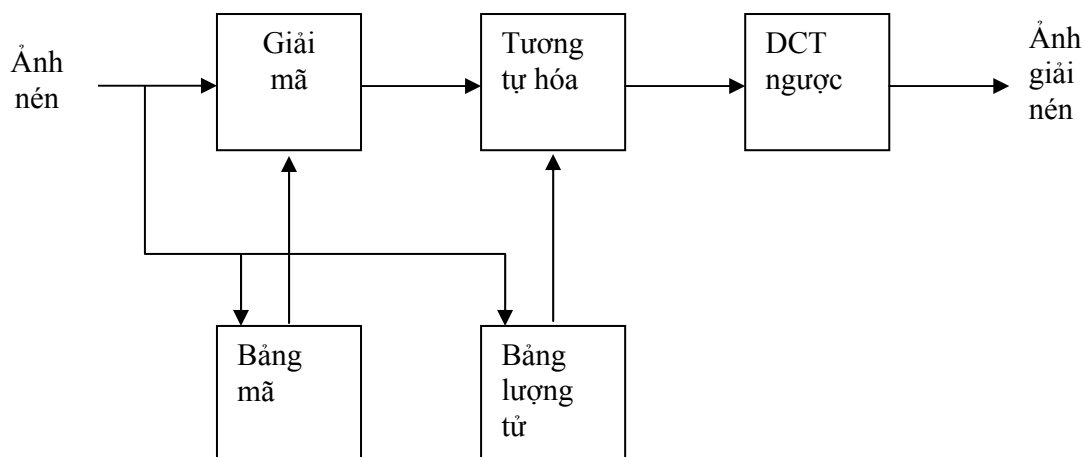 Ảnh
nén
Giải
mã
Tương
tự hóa
DCT
ngược
Ảnh
giải
nén
Bảng
mã
Bảng
lượng
tử